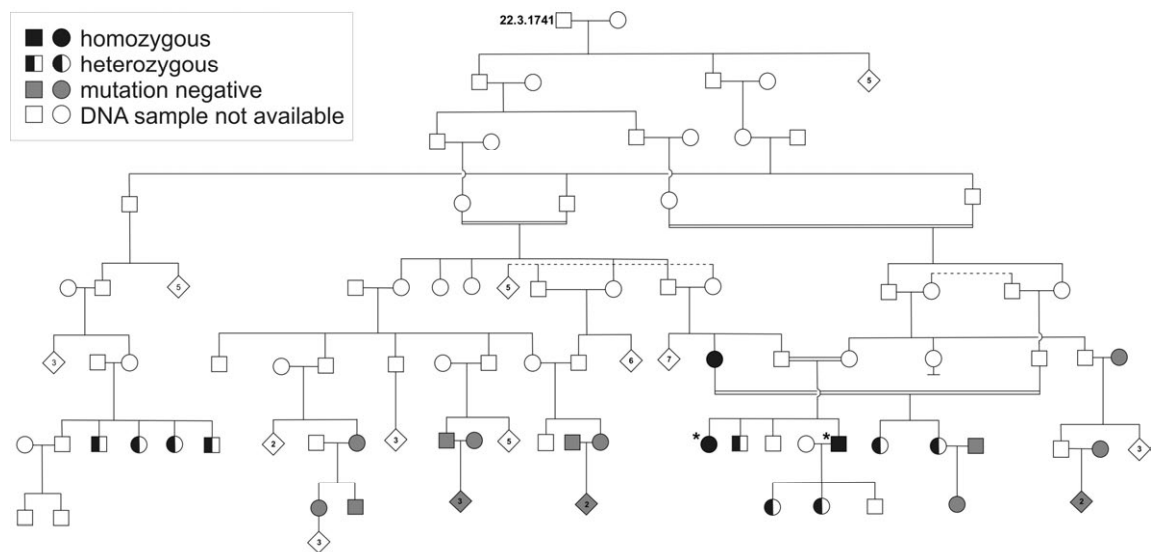 22.3.1741
homozygous
heterozygous
mutation negative
DNA sample not available
5
5 5
3 7 6
2 3 5 * * 3
3 2 2
3